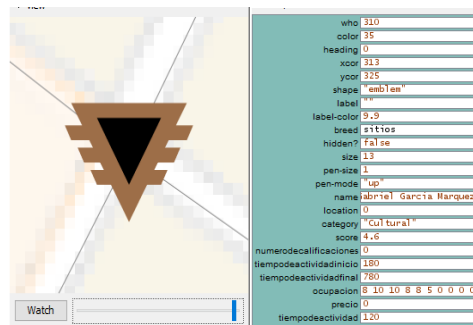 Watch
who 310
color 35
heading 0
xcor 313
ycor 325
shape "emblem"
label ""
label-color 9.9
breed sitios
hidden? false
size 13
pen-size 1
pen-mode "up"
name abriel Garcia Marquez
location 0
category "Cultural"
score 4.6
numerodecalificaciones 0
tiempodeactividadinicio 180
tiempodeactividadfinal 780
ocupacion 8 10 10 8 8 5 0 0 0 0
precio 0
tiempodeactividad 120